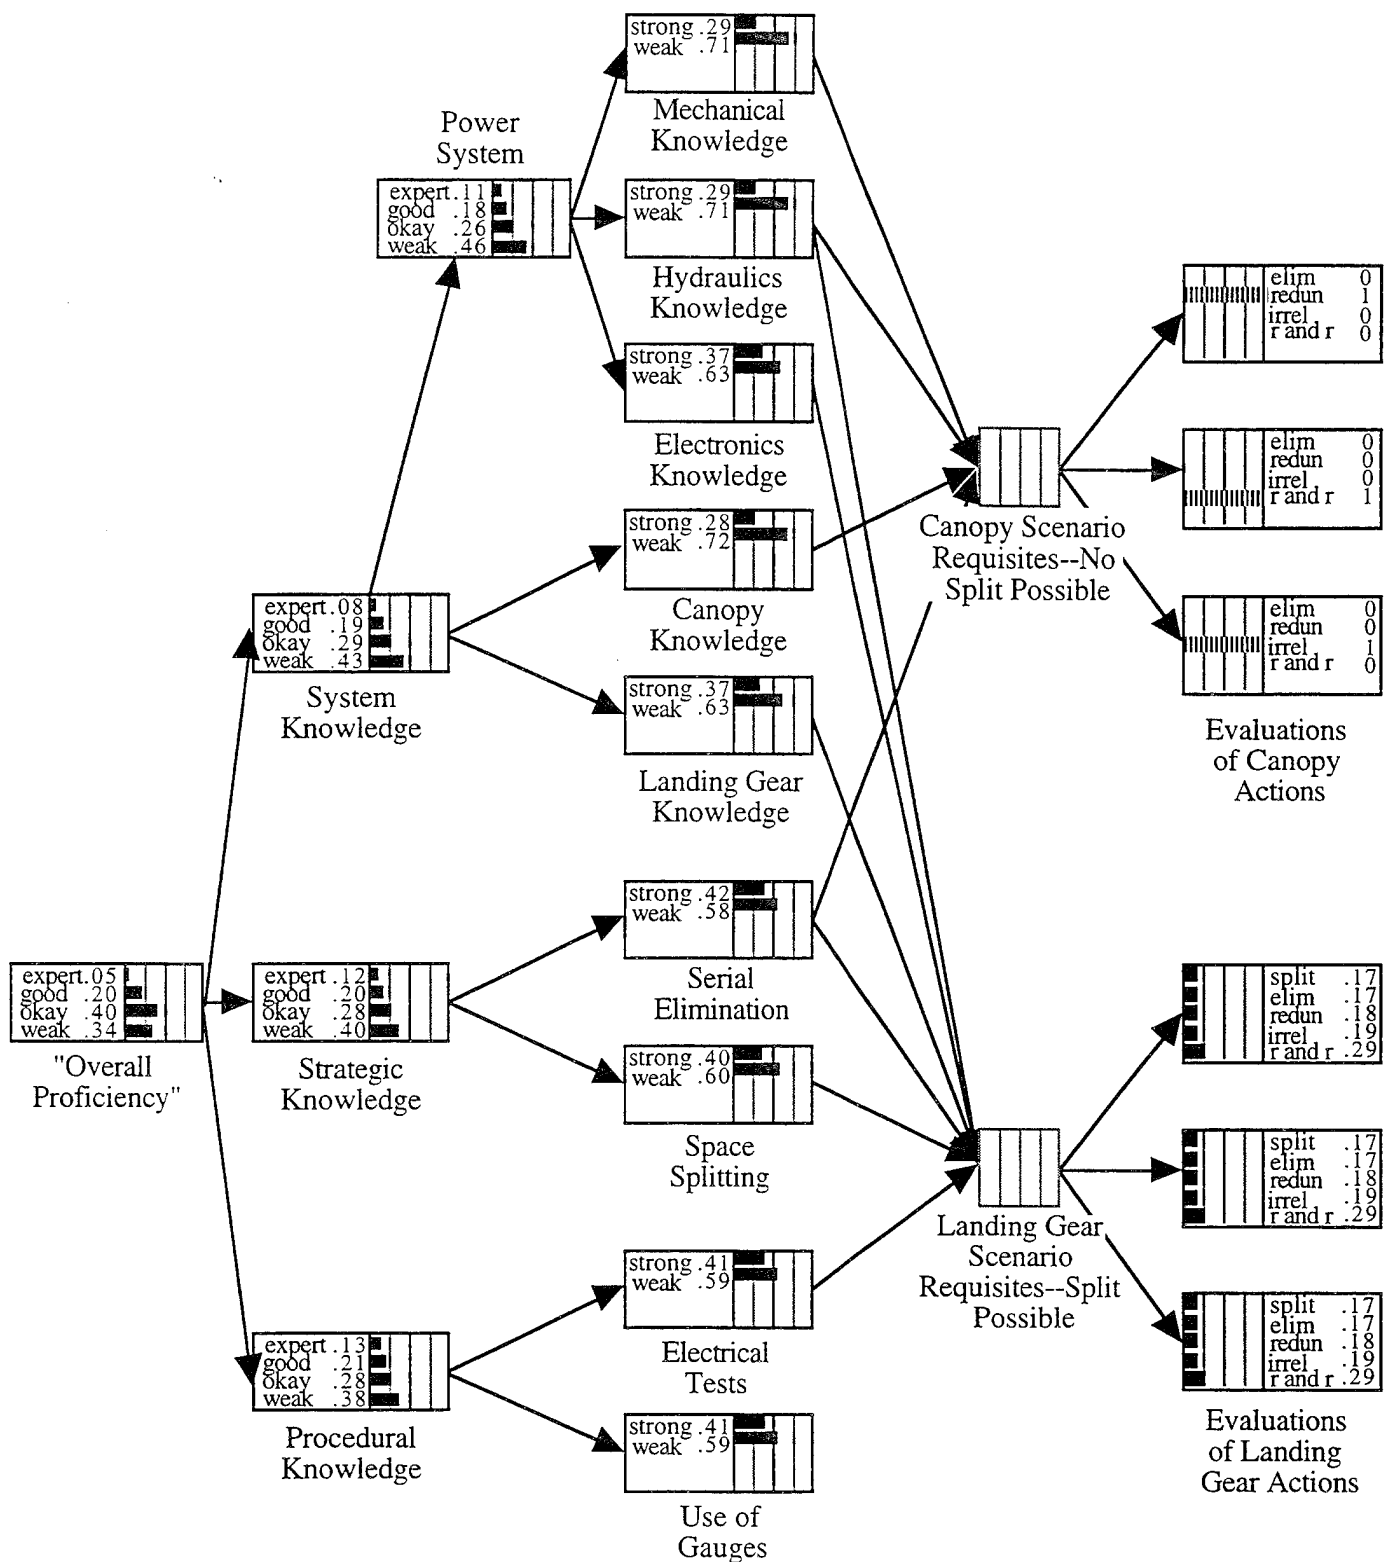 strong .29
weak .71
Mechanical
Knowledge
Power
System
expert .11
good .18
okay .26
weak .46
strong .29
weak .71
Hydraulics
Knowledge
strong .37
weak .63
Electronics
Knowledge
strong .28
weak .72
Canopy
Knowledge
expert .08
good .19
okay .29
weak .43
System
Knowledge
strong .37
weak .63
Landing Gear
Knowledge
strong .42
weak .58
Serial
Elimination
expert .05
good .20
okay .40
weak .34
"Overall
Proficiency"
expert .12
good .20
okay .28
weak .40
Strategic
Knowledge
strong .40
weak .60
Space
Splitting
strong .41
weak .59
Electrical
Tests
expert .13
good .21
okay .28
weak .38
Procedural
Knowledge
strong .41
weak .59
Use of
Gauges
Canopy Scenario
Requisites--No
Split Possible
Landing Gear
Scenario
Requisites--Split
Possible
elim 0
redun 1
irrel 0
r and r 0
elim 0
redun 0
irrel 0
r and r 1
elim 0
redun 0
irrel 1
r and r 0
Evaluations
of Canopy
Actions
split .17
elim .17
redun .18
irrel .19
r and r .29
split .17
elim .17
redun .18
irrel .19
r and r .29
split .17
elim .17
redun .18
irrel .19
r and r .29
Evaluations
of Landing
Gear Actions